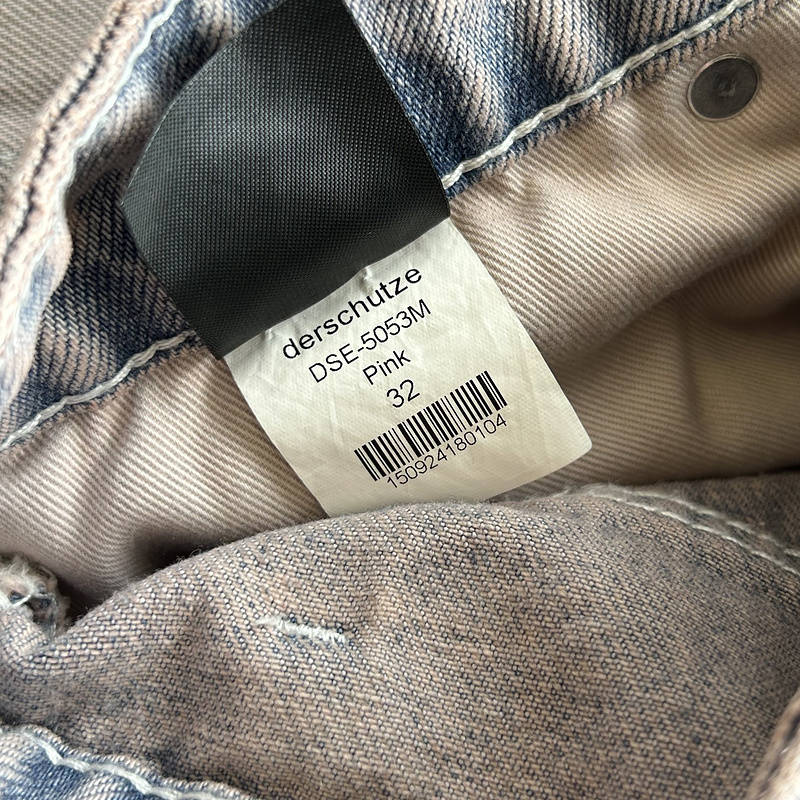 derschutze
DSE-5053M
Pink
32
150924180104